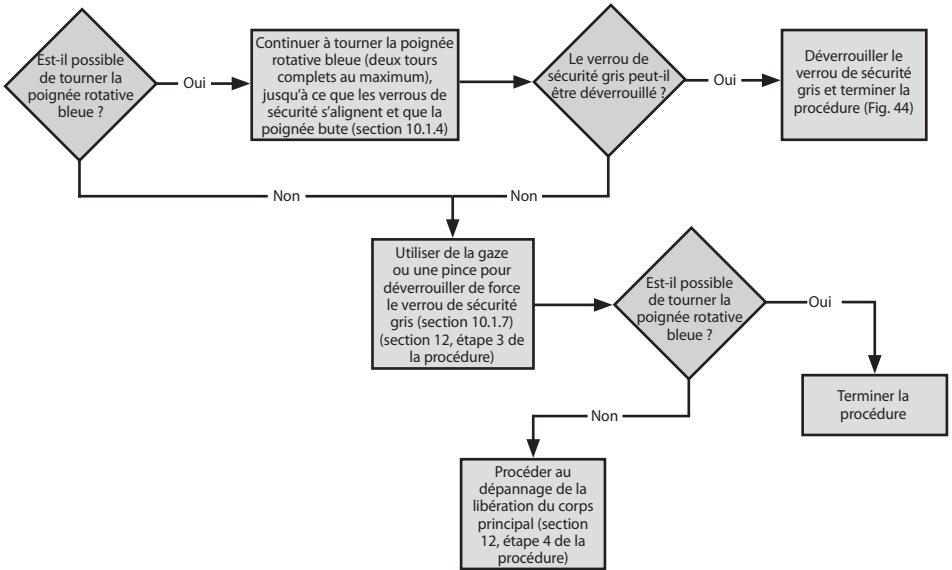 Est-il possible
de tourner la
poignée rotative
bleue ?
Oui
Continuer à tourner la poignée
rotative bleue (deux tours
complets au maximum),
jusqu'à ce que les verrous de
sécurité s'alignent et que la
poignée bute (section 10.1.4)
Le verrou de
sécurité gris peut-il
être déverrouillé ?
Oui
Déverrouiller le
verrou de sécurité
gris et terminer la
procédure (Fig. 44)
Non
Non
Utiliser de la gaze
ou une pince pour
déverrouiller de force
le verrou de sécurité
gris (section 10.1.7)
(section 12, étape 3 de
la procédure)
Est-il possible
de tourner la
poignée rotative
bleue ?
Oui
Terminer la
procédure
Non
Procéder au
dépannage de la
libération du corps
principal (section
12, étape 4 de la
procédure)